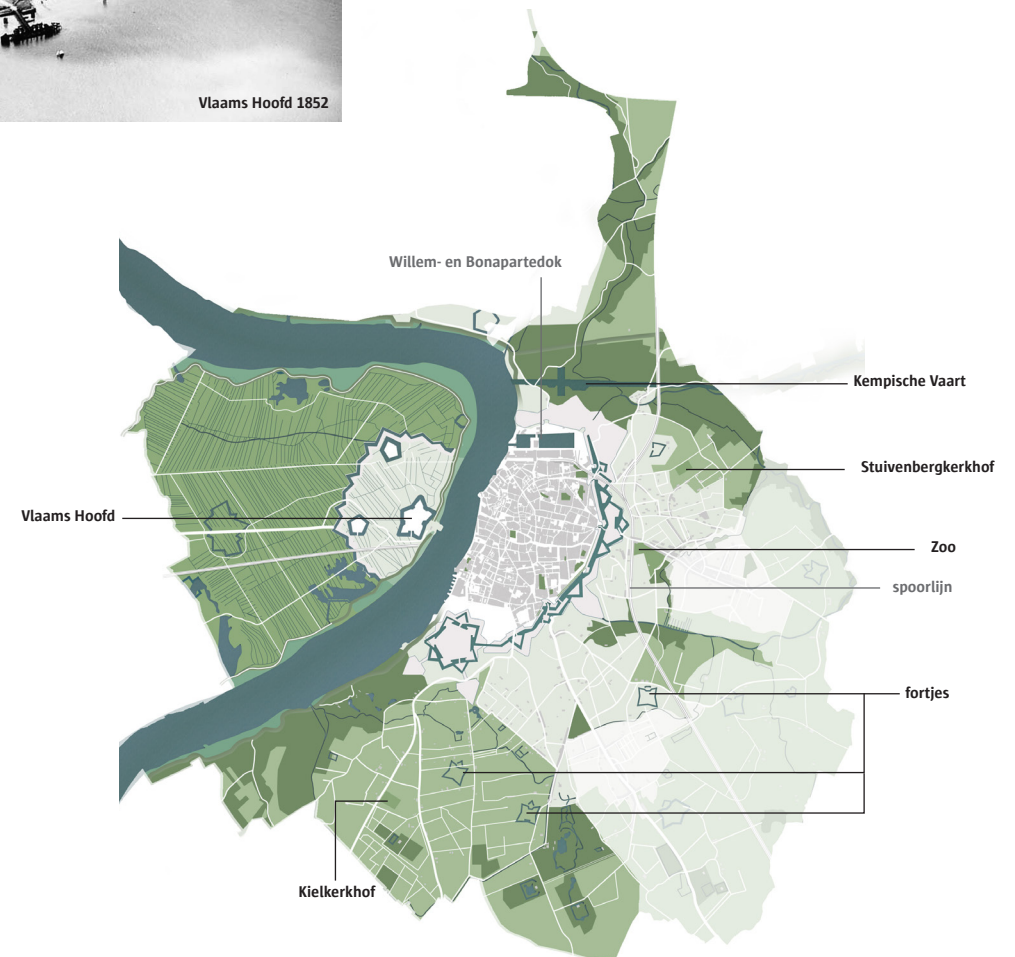 Vlaams Hoofd 1852
Willem- en Bonapartedok
Kempische Vaart
Stuivenbergkerkhof
Vlaams Hoofd
Zoo
spoorlijn
fortjes
Kielkerkhof